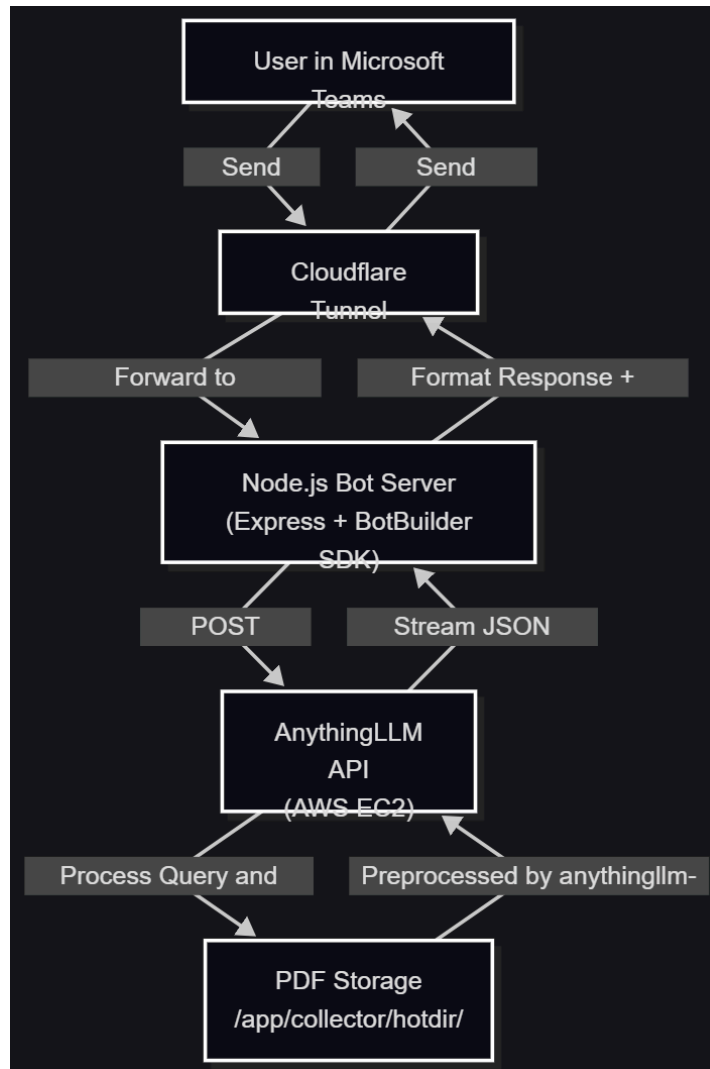 User in Microsoft
Teams
Send
Send
Cloudflare
Tunnel
Forward to
Format Response +
Node.js Bot Server
(Express + BotBuilder
SDK)
POST
Stream JSON
AnythingLLM
API
(AWS EC2)
Process Query and
Preprocessed by anythingllm-
PDF Storage
/app/collector/hotdir/